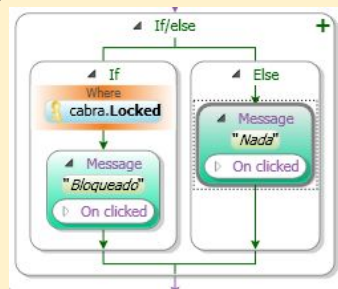 If/else
If
Else
Where
cabra.Locked
Message
"Bloqueado"
On clicked
Message
"Nada"
On clicked